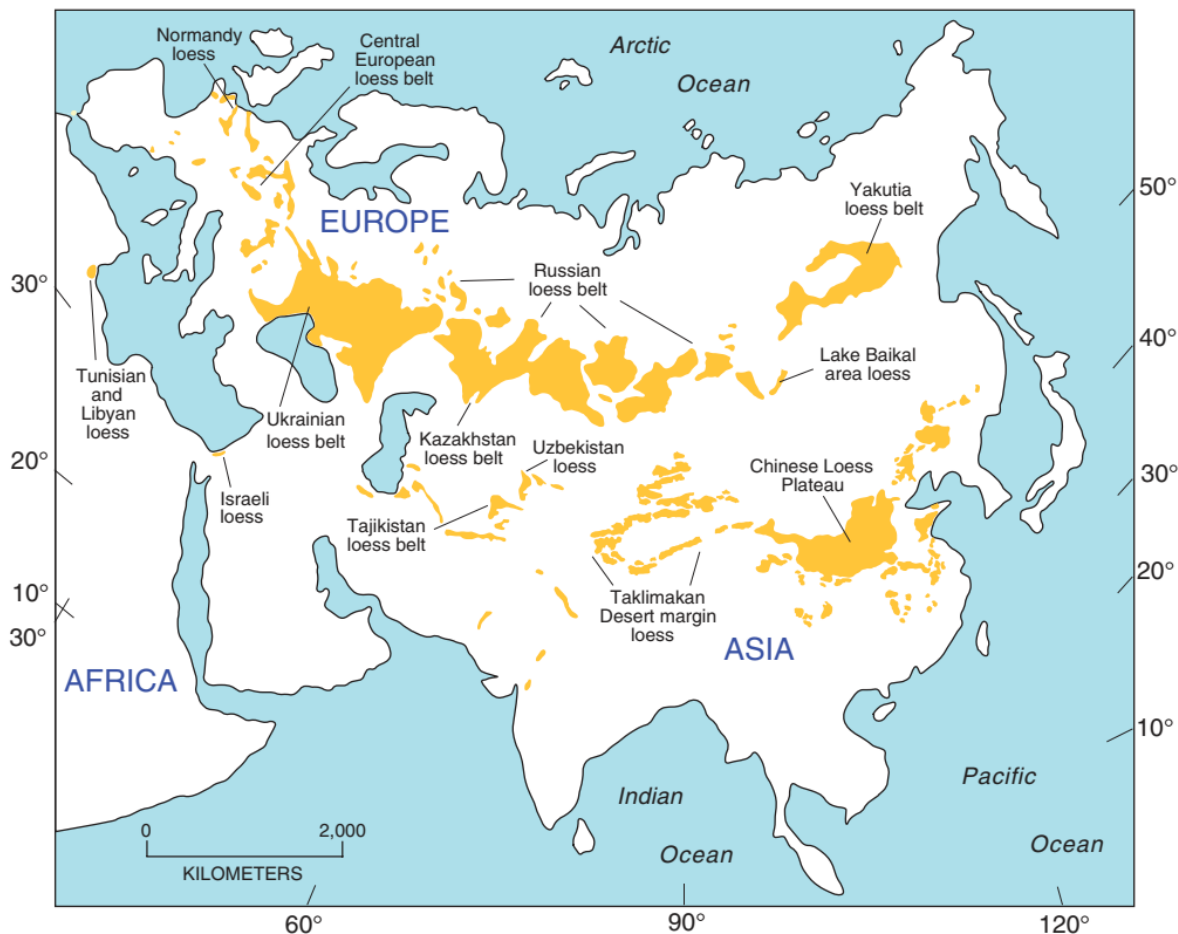 Normandy
loess
Central
European
loess belt
Arctic
Ocean
Yakutia
loess belt
50°
EUROPE
Russian
loess belt
30°
40°
Tunisian
and
Libyan
loess
Ukrainian
loess belt
Kazakhstan
loess belt
Lake Baikal
area loess
Uzbekistan
loess
20°
30°
Israeli
loess
Tajikistan
loess belt
Chinese Loess
Plateau
Taklimakan
Desert margin
loess
20°
10°
30°
AFRICA
ASIA
10°
Indian
Ocean
Pacific
Ocean
0 2,000
KILOMETERS
60° 90° 120°